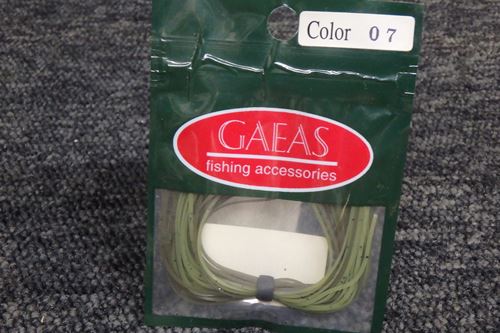 Color 07
GAEAS
fishing accessories